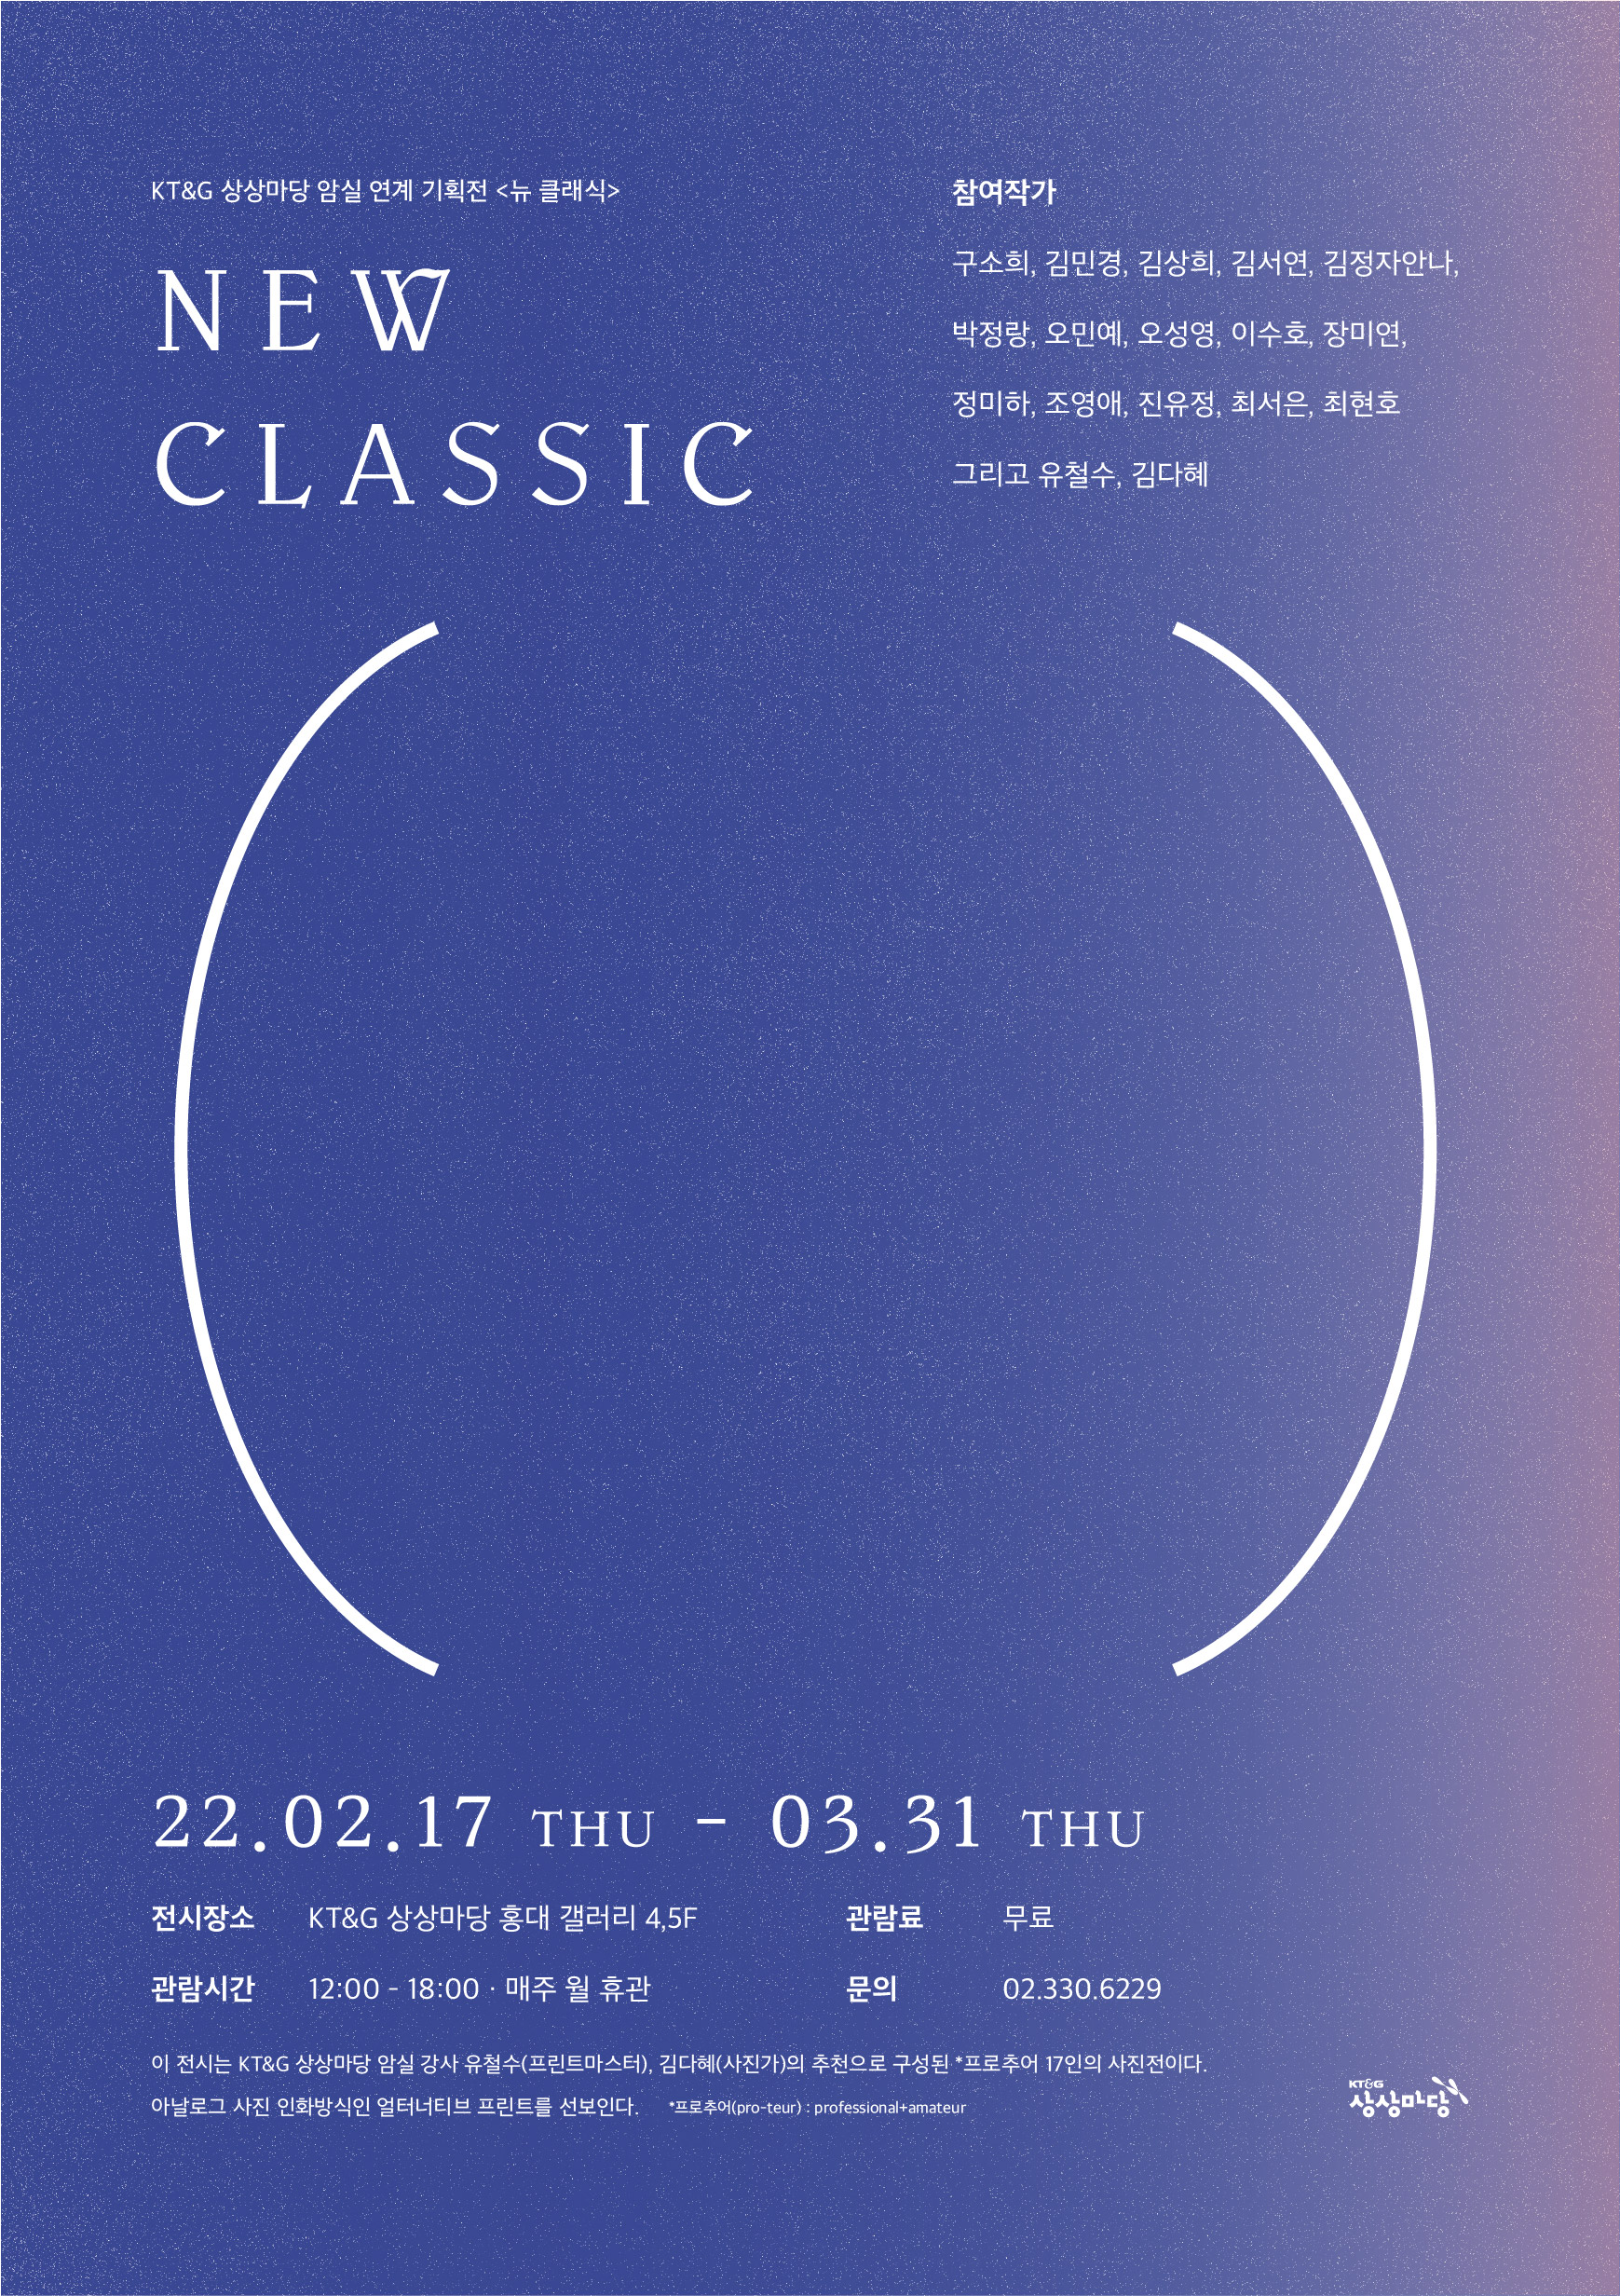 KT&G 상상마당 암실 연계 기획전 <뉴 클래식>
NEW
CLASSIC
참여작가
구소희, 김민경, 김상희, 김서연, 김정자안나,
박정랑, 오민예, 오성영, 이수호, 장미연,
정미하, 조영애, 진유정, 최서은, 최현호
그리고 유철수, 김다혜
( )
22.02.17 THU – 03.31 THU
전시장소 KT&G 상상마당 홍대 갤러리 4,5F 관람료 무료
관람시간 12:00 - 18:00 · 매주 월 휴관 문의 02.330.6229
이 전시는 KT&G 상상마당 암실 강사 유철수(프린트마스터), 김다혜(사진가)의 추천으로 구성된 *프로추어 17인의 사진전이다.
아날로그 사진 인화방식인 얼터너티브 프린트를 선보인다. *프로추어(pro-teur) : professional+amateur
KT&G
상상마당